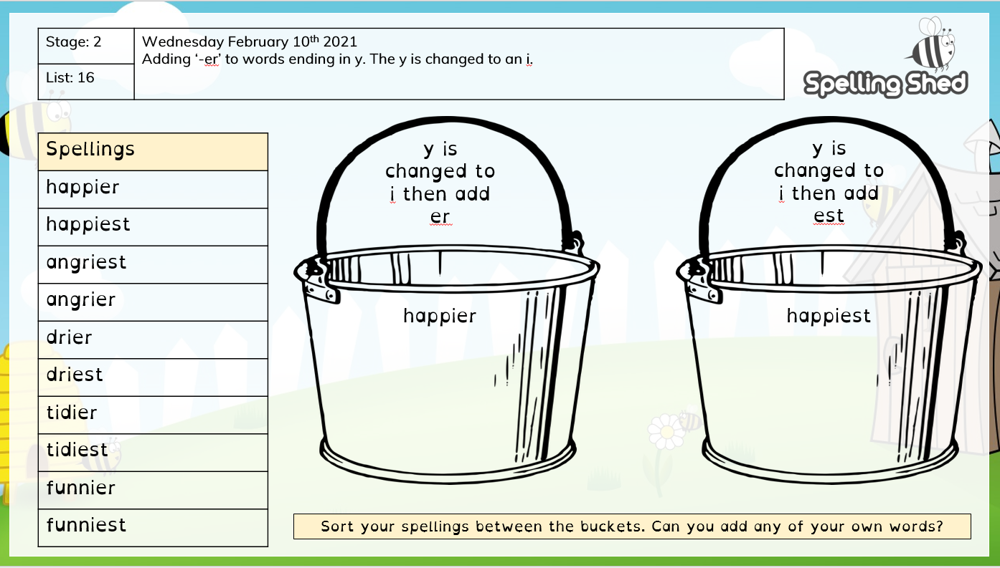 Stage: 2
List: 16
Wednesday February 10th 2021
Adding ‘-er’ to words ending in y. The y is changed to an i.
Spelling Shed
Spellings
happier
happiest
angriest
angrier
drier
driest
tidier
tidiest
funnier
funniest
y is
changed to
i then add
er
happier
y is
changed to
i then add
est
happiest
Sort your spellings between the buckets. Can you add any of your own words?